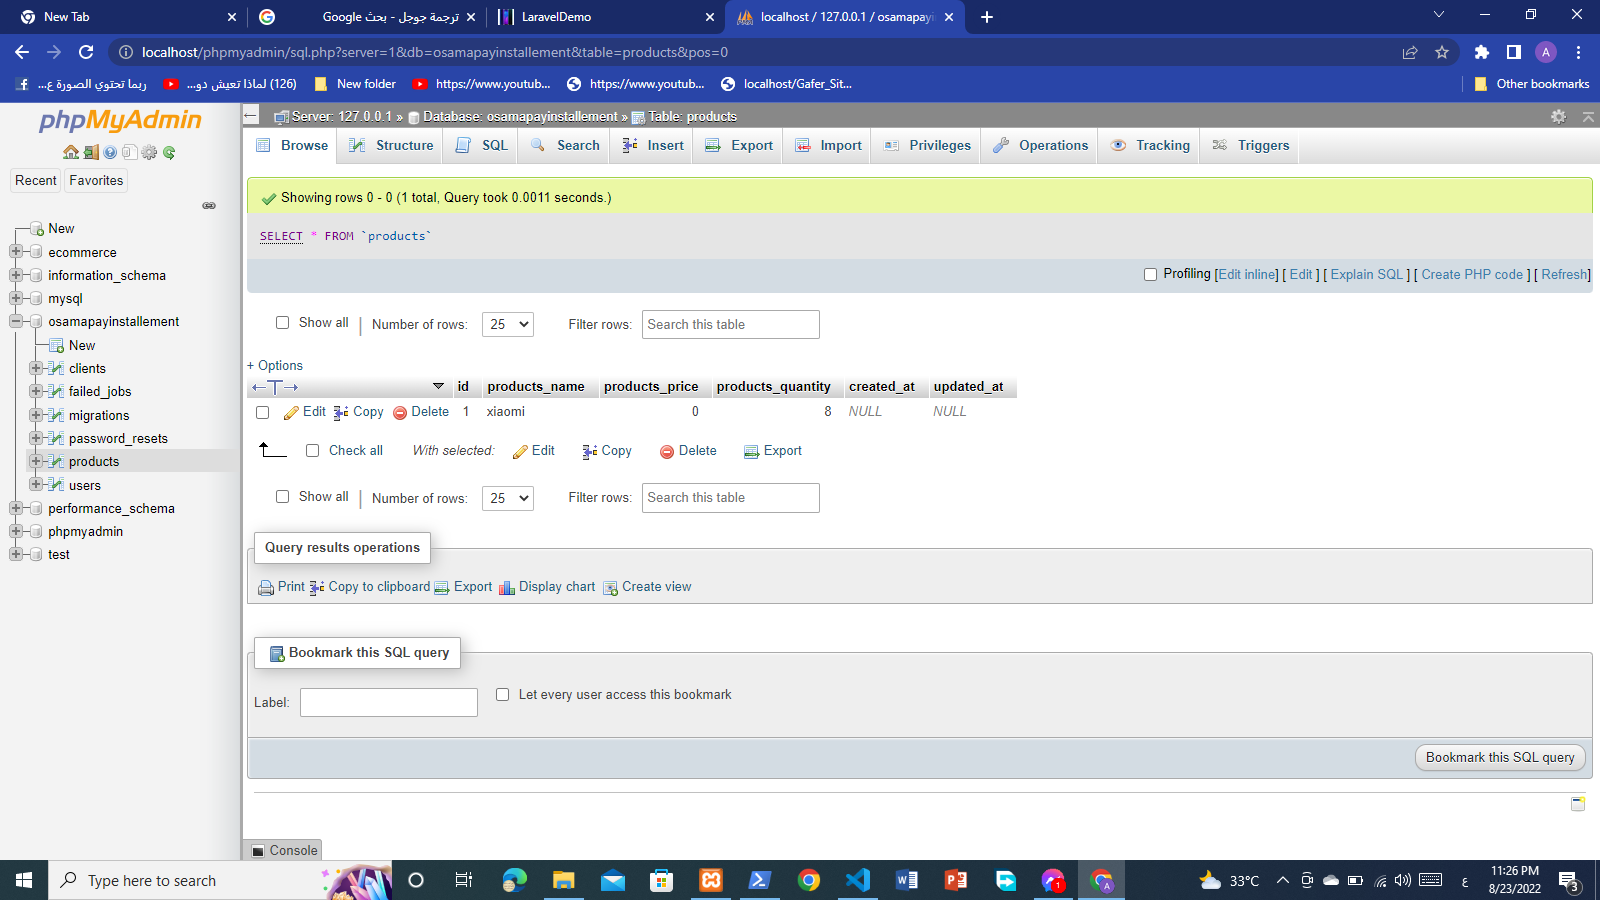 New Tab
ترجمة جوجل - بحث Google
LaravelDemo
localhost / 127.0.0.1 / osamapayin
localhost/phpmyadmin/sql.php?server=1&db=osamapayinstallement&table=products&pos=0
A
ربما تحتوي الصورة ع...
(126) لماذا تعيش دو...
New folder
https://www.youtub...
https://www.youtub...
localhost/Gafer_Sit...
Other bookmarks
phpMyAdmin
Recent
Favorites
New
ecommerce
information_schema
mysql
osamapayinstallement
New
clients
failed_jobs
migrations
password_resets
products
users
performance_schema
phpmyadmin
test
Server: 127.0.0.1 » Database: osamapayinstallement » Table: products
Browse Structure SQL Search Insert Export Import Privileges Operations Tracking Triggers
Showing rows 0 - 0 (1 total, Query took 0.0011 seconds.)
SELECT * FROM `products`
Profiling [Edit inline] [ Edit ] [ Explain SQL ] [ Create PHP code ] [ Refresh]
Show all | Number of rows: 25 Filter rows: Search this table
+ Options
←T→ id products_name products_price products_quantity created_at updated_at
Edit Copy Delete 1 xiaomi 0 8 NULL NULL
Check all With selected: Edit Copy Delete Export
Show all | Number of rows: 25 Filter rows: Search this table
Query results operations
Print Copy to clipboard Export Display chart Create view
Bookmark this SQL query
Label:
Let every user access this bookmark
Bookmark this SQL query
Console
Type here to search
1
A
33°C
ع
11:26 PM
8/23/2022
3